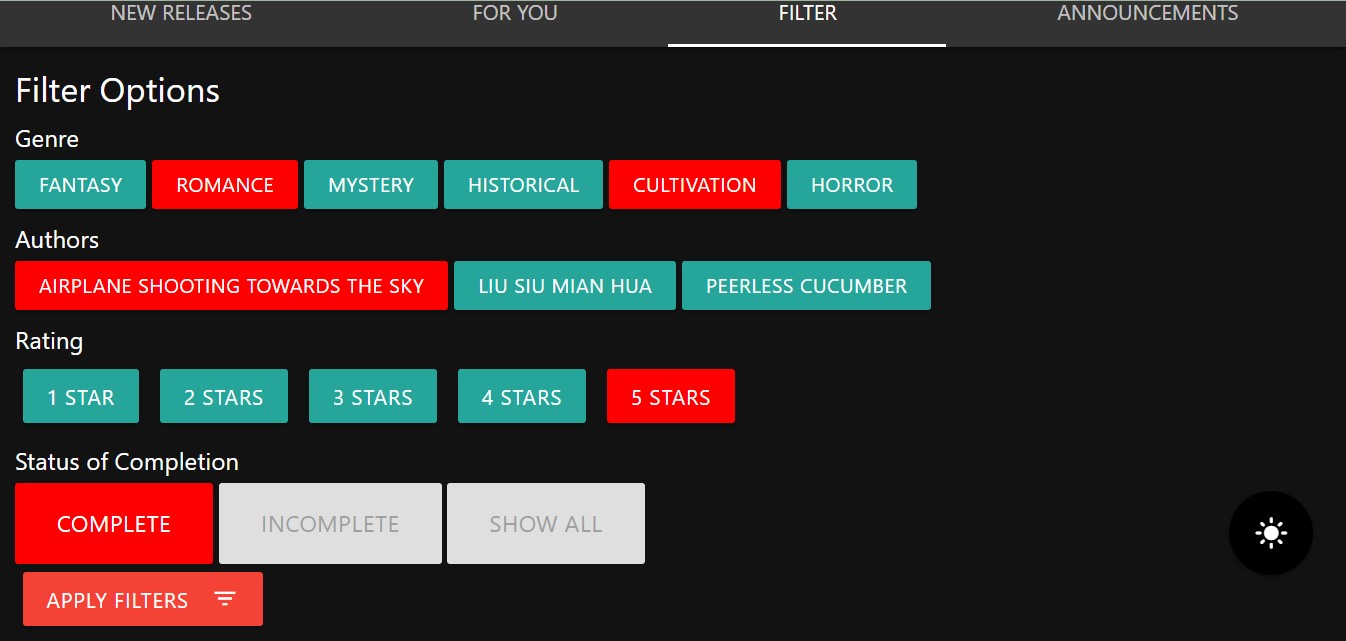 NEW RELEASES FOR YOU FILTER ANNOUNCEMENTS
Filter Options
Genre
FANTASY ROMANCE MYSTERY HISTORICAL CULTIVATION HORROR
Authors
AIRPLANE SHOOTING TOWARDS THE SKY LIU SIU MIAN HUA PEERLESS CUCUMBER
Rating
1 STAR 2 STARS 3 STARS 4 STARS 5 STARS
Status of Completion
COMPLETE INCOMPLETE SHOW ALL
APPLY FILTERS